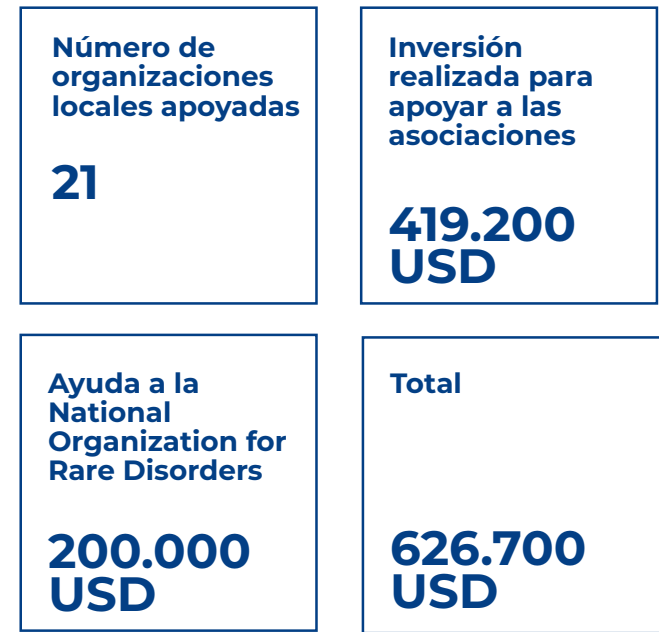 Número de
organizaciones
locales apoyadas
21
Inversión
realizada para
apoyar a las
asociaciones
419.200
USD
Ayuda a la
National
Organization for
Rare Disorders
200.000
USD
Total
626.700
USD